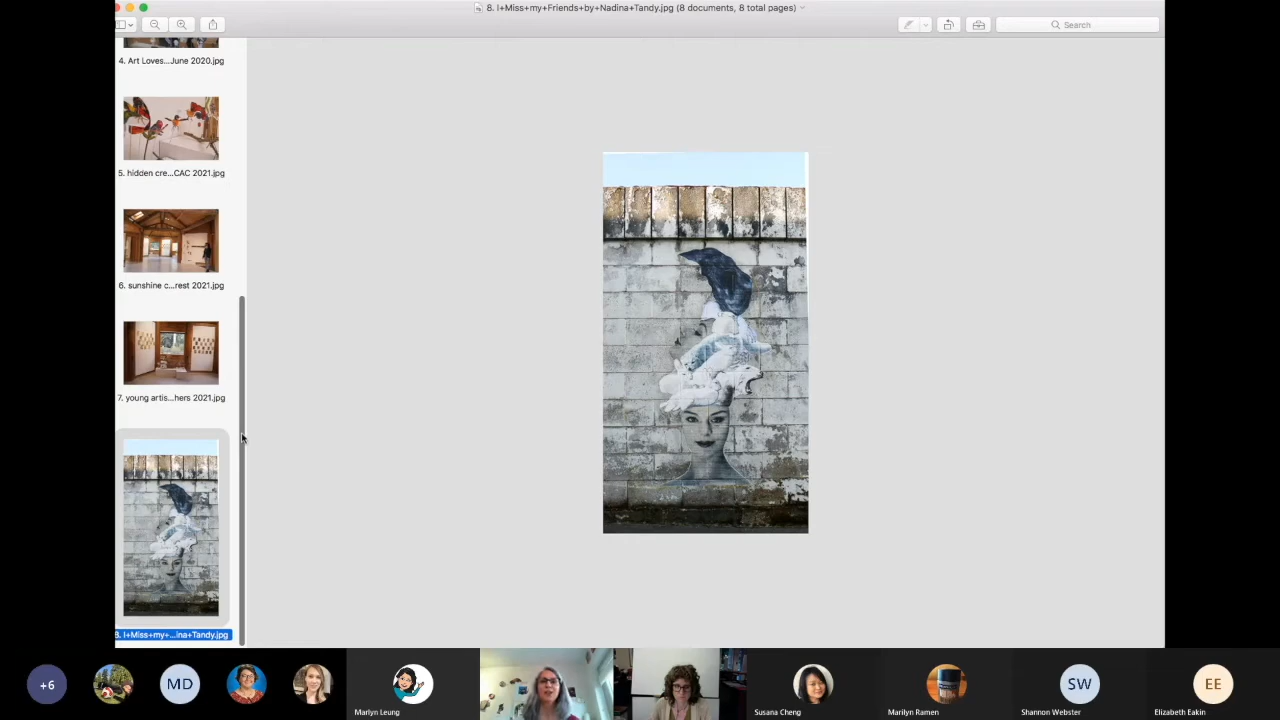 8. I+Miss+my+Friends+by+Nadina+Tandy.jpg (8 documents, 8 total pages)
Search
4. Art Loves...June 2020.jpg
5. hidden cre...CAC 2021.jpg
6. sunshine c...rest 2021.jpg
7. young artis...hers 2021.jpg
8. I+Miss+my+...ina+Tandy.jpg
+6
MD
SW
EE
Marlyn Leung
Susana Cheng
Marilyn Ramen
Shannon Webster
Elizabeth Eakin